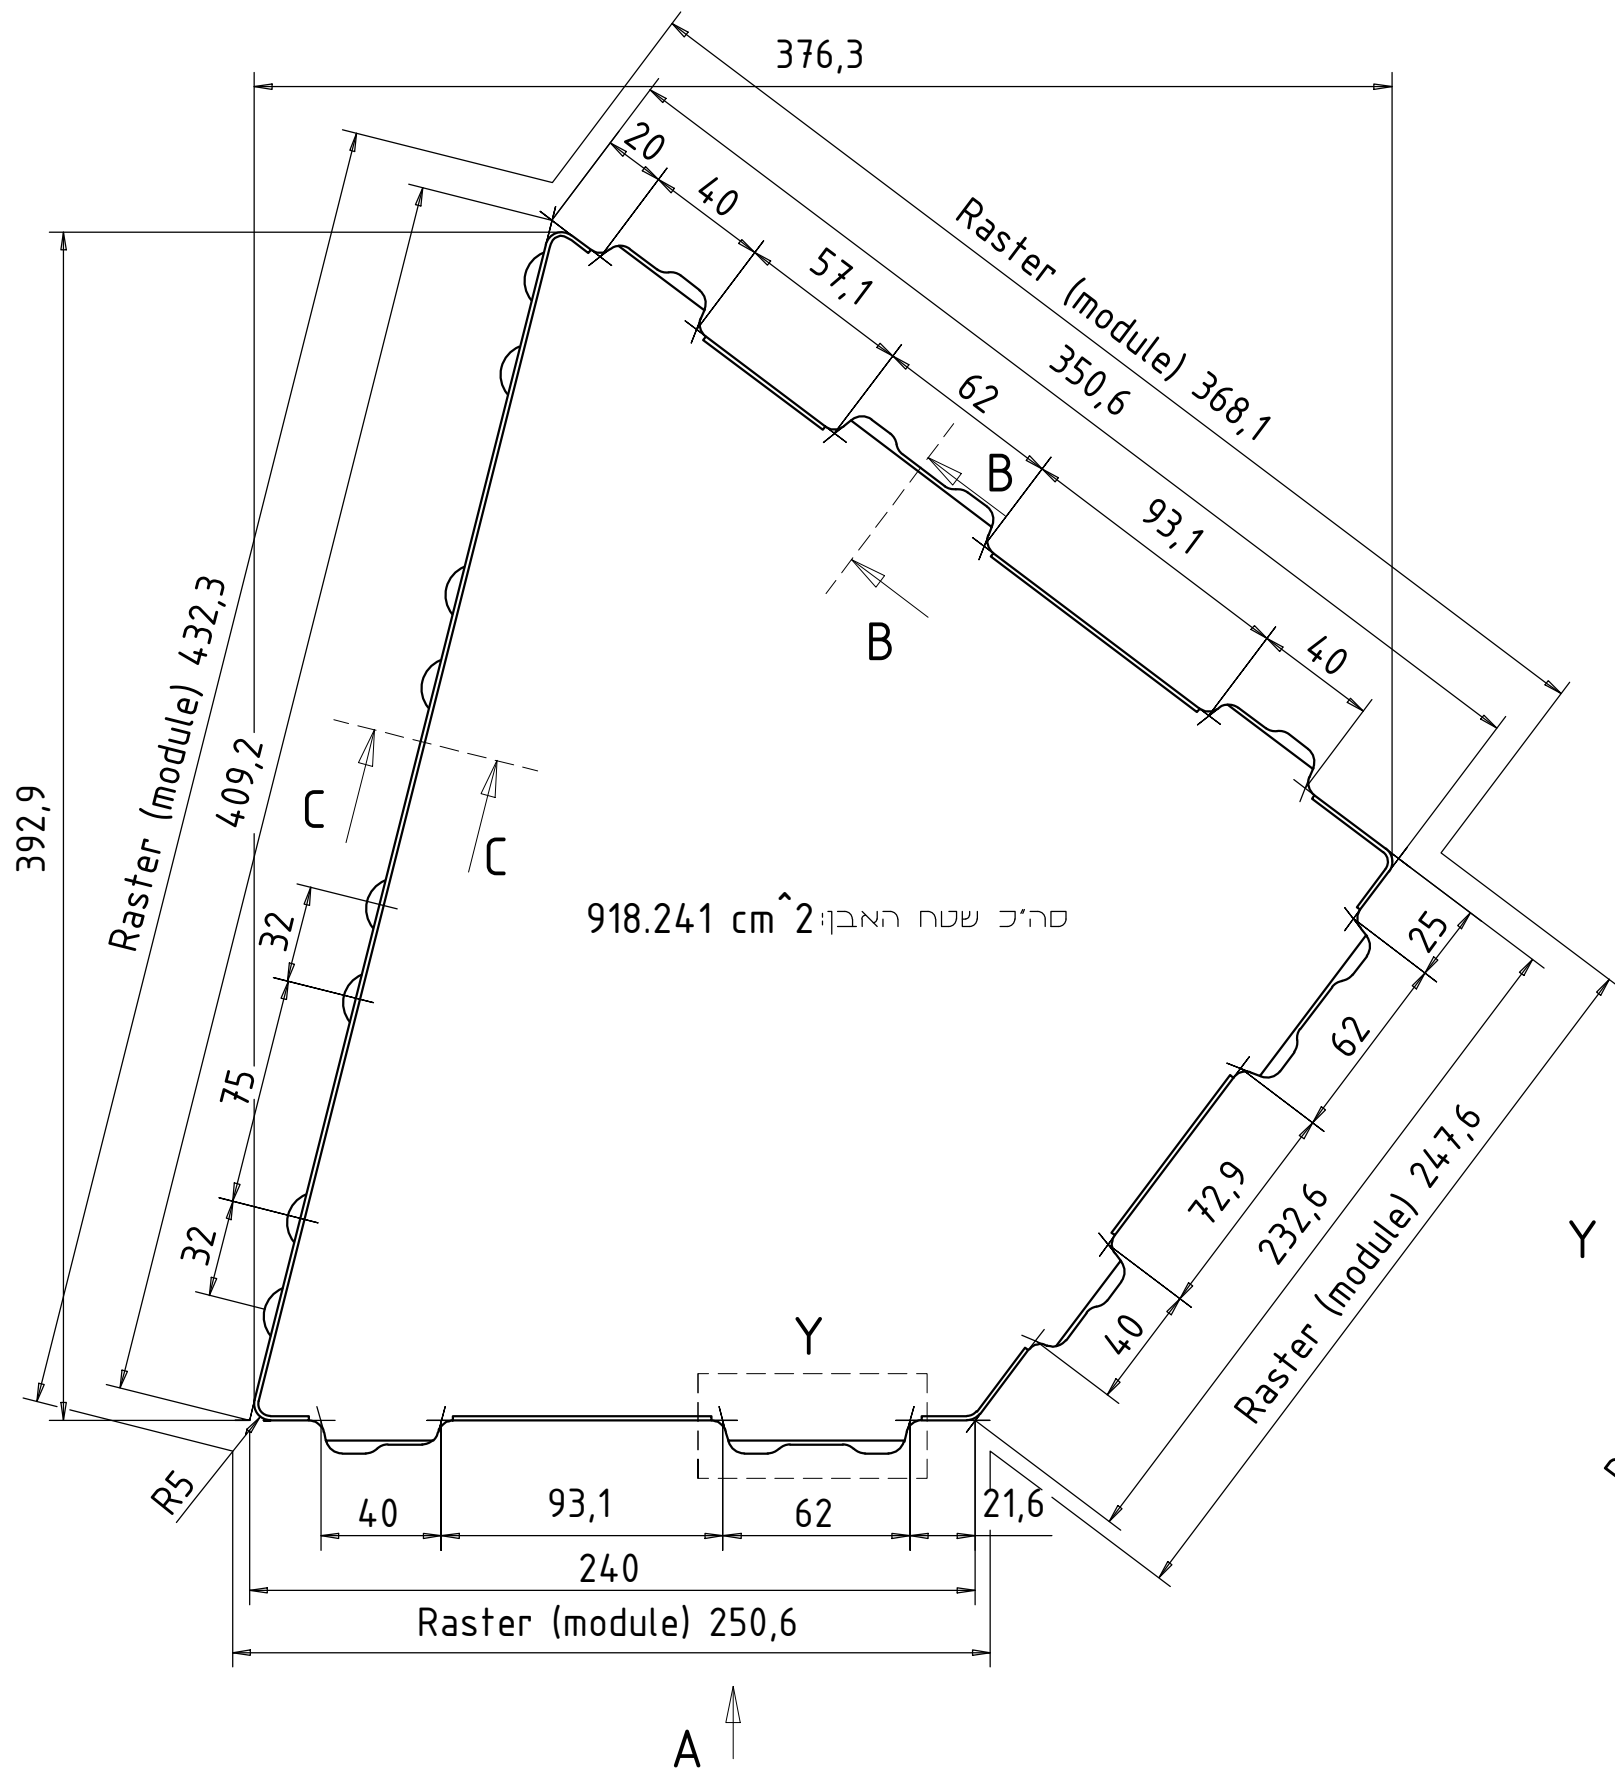 376,3
20
40
57,1
Raster (module) 368,1
350,6
62
B
93,1
B
40
Raster (module) 432,3
409,2
392,9
C
C
32
918.241 cm^2 סה"כ שטח האבן:
25
62
75
72,9
232,6
Raster (module) 247,6
Y
32
40
Y
R5
40
93,1
62
21,6
240
Raster (module) 250,6
A